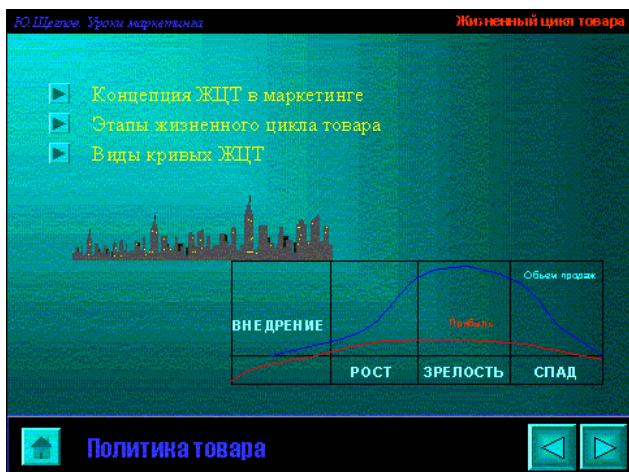 Ю.Щеглов. Уроки маркетинга.
Жизненный цикл товара
Концепция ЖЦТ в маркетинге
Этапы жизненного цикла товара
Виды кривых ЖЦТ
Объем продаж
ВНЕДРЕНИЕ
Прибыль
РОСТ
ЗРЕЛОСТЬ
СПАД
Политика товара